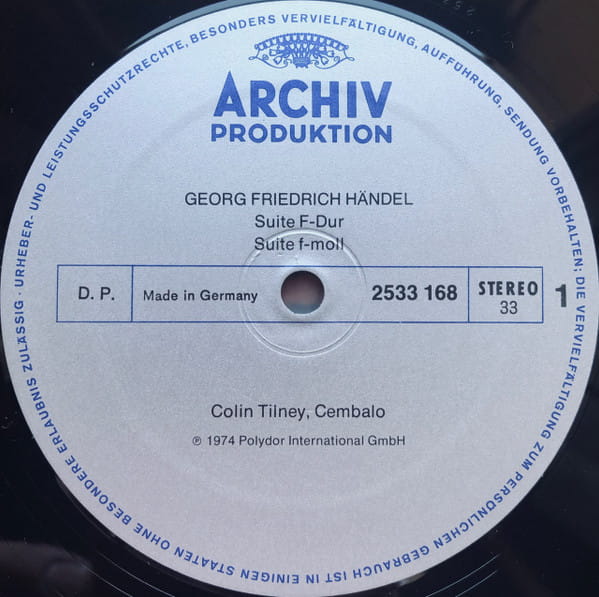 URHEBER- UND LEISTUNGSSCHUTZRECHTE, BESONDERS VERVIELFÄLTIGUNG, AUFFÜHRUNG, SENDUNG VORBEHALTEN; DIE VERVIELFÄLTIGUNG ZUM PERSÖNLICHEN GEBRAUCH IST IN EINIGEN STAATEN OHNE BESONDERE ERLAUBNIS ZULÄSSIG ·
ARCHIV
PRODUKTION
GEORG FRIEDRICH HÄNDEL
Suite F-Dur
Suite f-moll
D. P. Made in Germany 2533 168 STEREO 33 1
Colin Tilney, Cembalo
℗ 1974 Polydor International GmbH